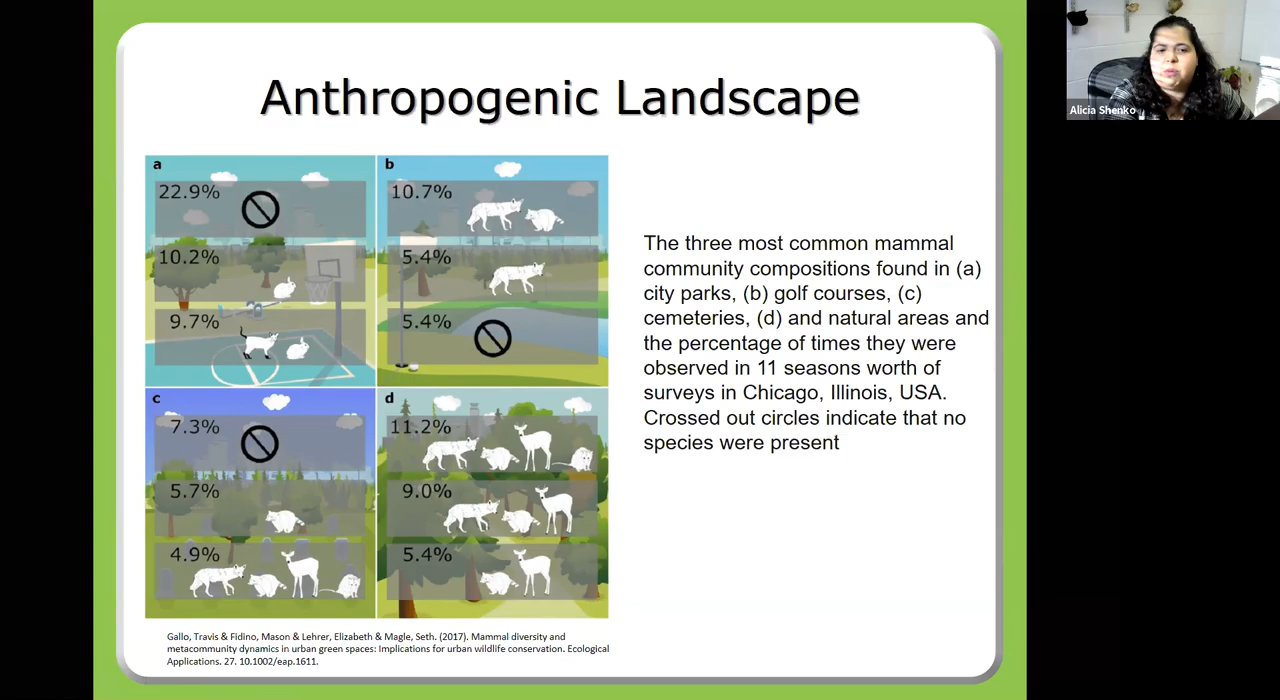 Anthropogenic Landscape
a
22.9%
10.2%
9.7%
b
10.7%
5.4%
5.4%
c
7.3%
5.7%
4.9%
d
11.2%
9.0%
5.4%
The three most common mammal
community compositions found in (a)
city parks, (b) golf courses, (c)
cemeteries, (d) and natural areas and
the percentage of times they were
observed in 11 seasons worth of
surveys in Chicago, Illinois, USA.
Crossed out circles indicate that no
species were present
Gallo, Travis & Fidino, Mason & Lehrer, Elizabeth & Magle, Seth. (2017). Mammal diversity and
metacommunity dynamics in urban green spaces: Implications for urban wildlife conservation. Ecological
Applications. 27. 10.1002/eap.1611.
Alicia Shenko